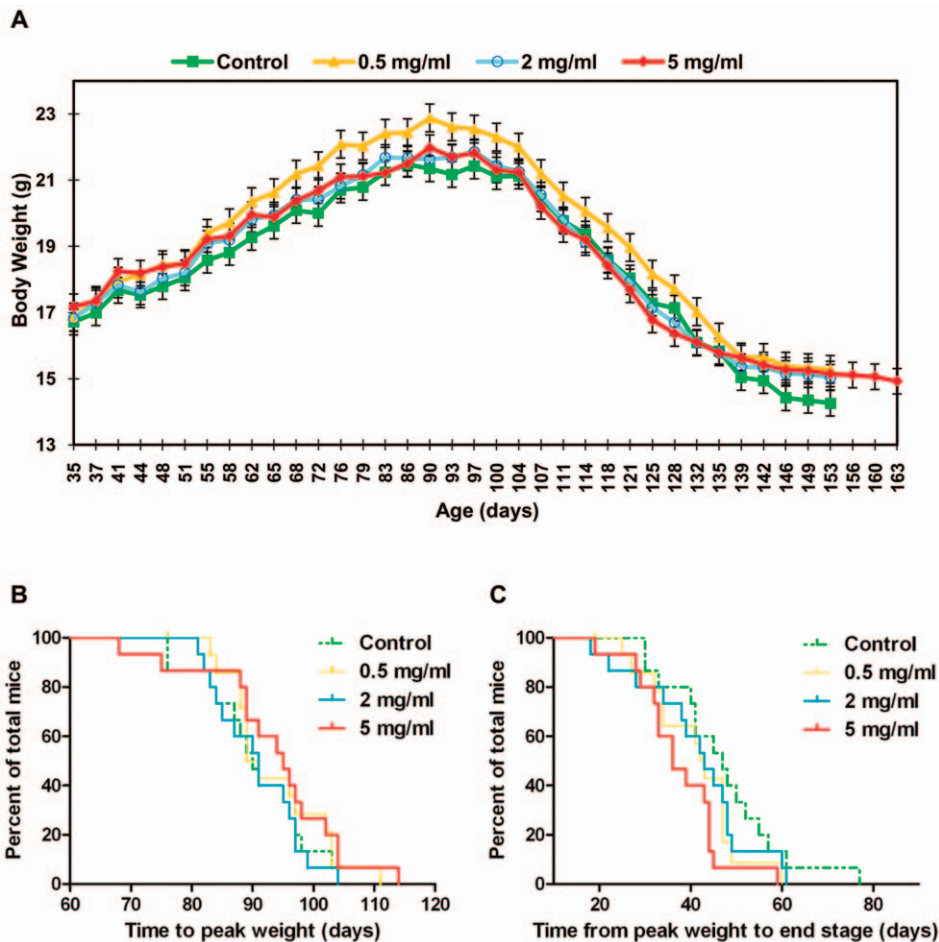 A
Control 0.5 mg/ml 2 mg/ml 5 mg/ml
Body Weight (g)
23
21
19
17
15
13
35 37 41 44 48 51 55 58 62 65 68 72 76 79 83 86 90 93 97 100 104 107 111 114 118 121 125 128 132 135 139 142 146 149 153 156 160 163
Age (days)
B
Percent of total mice
100
80
60
40
20
0
Control
0.5 mg/ml
2 mg/ml
5 mg/ml
60 70 80 90 100 110 120
Time to peak weight (days)
C
Percent of total mice
100
80
60
40
20
0
Control
0.5 mg/ml
2 mg/ml
5 mg/ml
20 40 60 80
Time from peak weight to end stage (days)